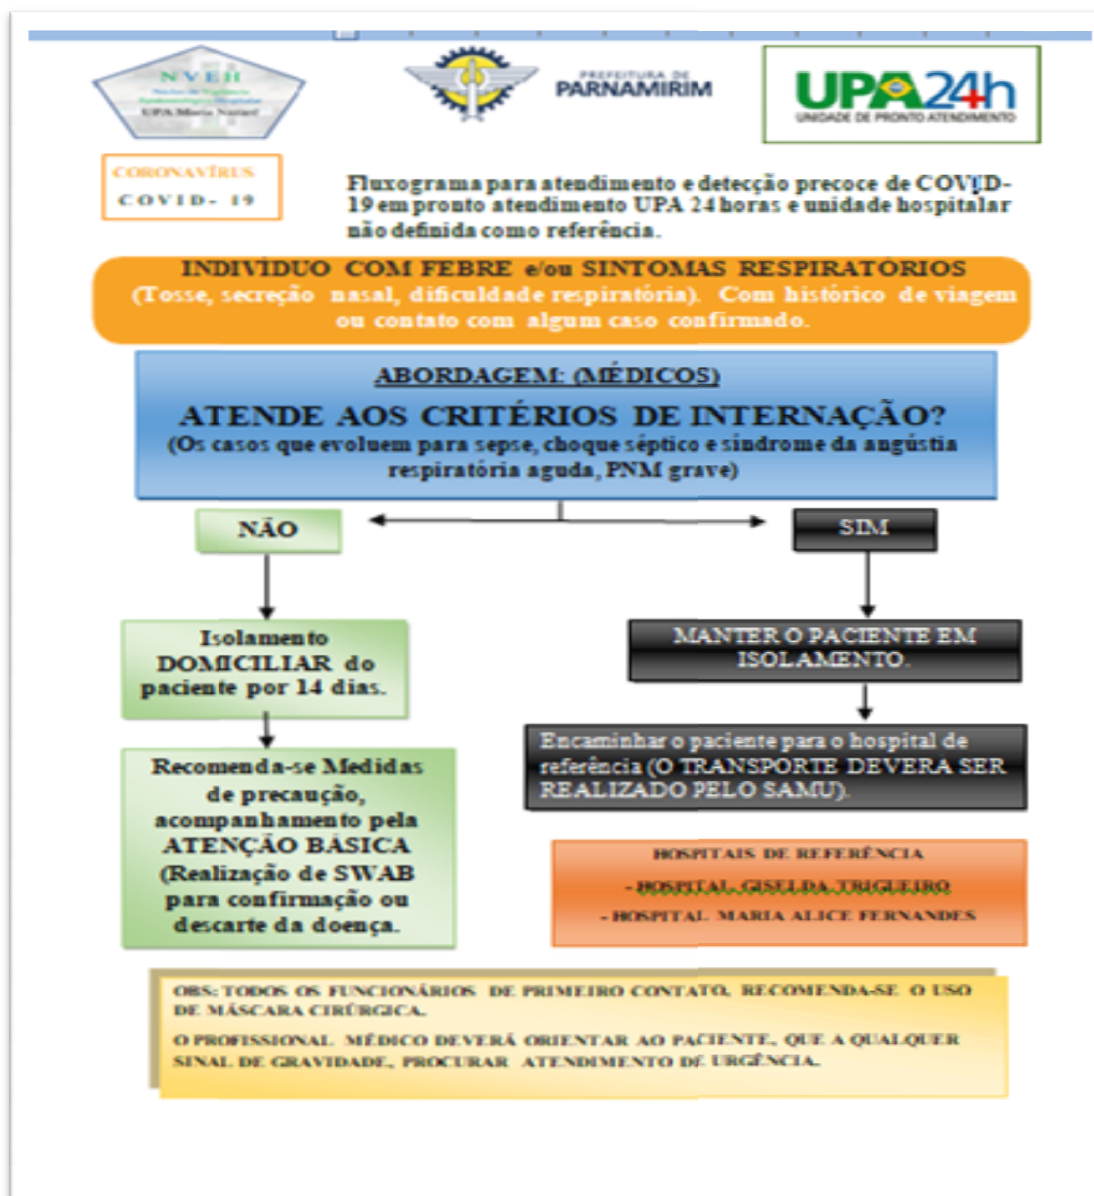 NVEH
Núcleo de Vigilância
Epidemiológica Hospitalar
UPA Maria Nazaré
PREFEITURA DE
PARNAMIRIM
UPA24h
UNIDADE DE PRONTO ATENDIMENTO
CORONAVÍRUS
COVID- 19
Fluxograma para atendimento e detecção precoce de COVID-
19 em pronto atendimento UPA 24 horas e unidade hospitalar
não definida como referência.
INDIVÍDUO COM FEBRE e/ou SINTOMAS RESPIRATÓRIOS
(Tosse, secreção nasal, dificuldade respiratória). Com histórico de viagem
ou contato com algum caso confirmado.
ABORDAGEM: (MÉDICOS)
ATENDE AOS CRITÉRIOS DE INTERNAÇÃO?
(Os casos que evoluem para sepse, choque séptico e síndrome da angústia
respiratória aguda, PNM grave)
NÃO
SIM
Isolamento
DOMICILIAR do
paciente por 14 dias.
MANTER O PACIENTE EM
ISOLAMENTO.
Recomenda-se Medidas
de precaução,
acompanhamento pela
ATENÇÃO BÁSICA
(Realização de SWAB
para confirmação ou
descarte da doença.
Encaminhar o paciente para o hospital de
referência (O TRANSPORTE DEVERA SER
REALIZADO PELO SAMU).
HOSPITAIS DE REFERÊNCIA
- HOSPITAL GISELDA TRIGUEIRO
- HOSPITAL MARIA ALICE FERNANDES
OBS: TODOS OS FUNCIONÁRIOS DE PRIMEIRO CONTATO, RECOMENDA-SE O USO
DE MÁSCARA CIRÚRGICA.
O PROFISSIONAL MÉDICO DEVERÁ ORIENTAR AO PACIENTE, QUE A QUALQUER
SINAL DE GRAVIDADE, PROCURAR ATENDIMENTO DE URGÊNCIA.